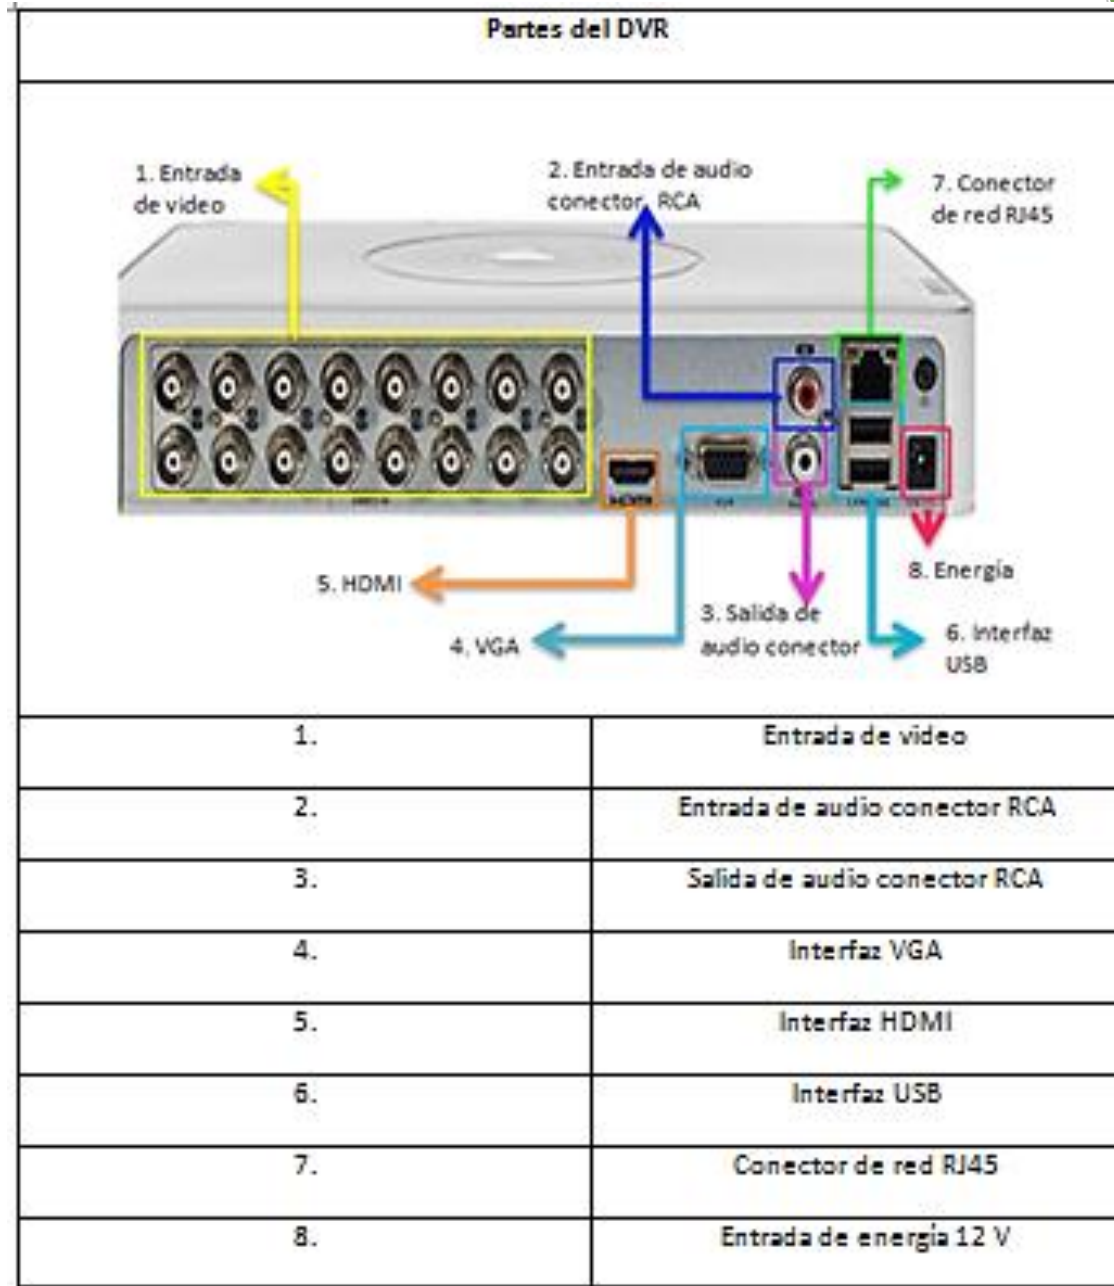 Partes del DVR
1. Entrada
de video
2. Entrada de audio
conector RCA
7. Conector
de red RJ45
HDMI
5. HDMI
4. VGA
3. Salida de
audio conector
8. Energía
6. Interfaz
USB
1. Entrada de video
2. Entrada de audio conector RCA
3. Salida de audio conector RCA
4. Interfaz VGA
5. Interfaz HDMI
6. Interfaz USB
7. Conector de red RJ45
8. Entrada de energía 12 V